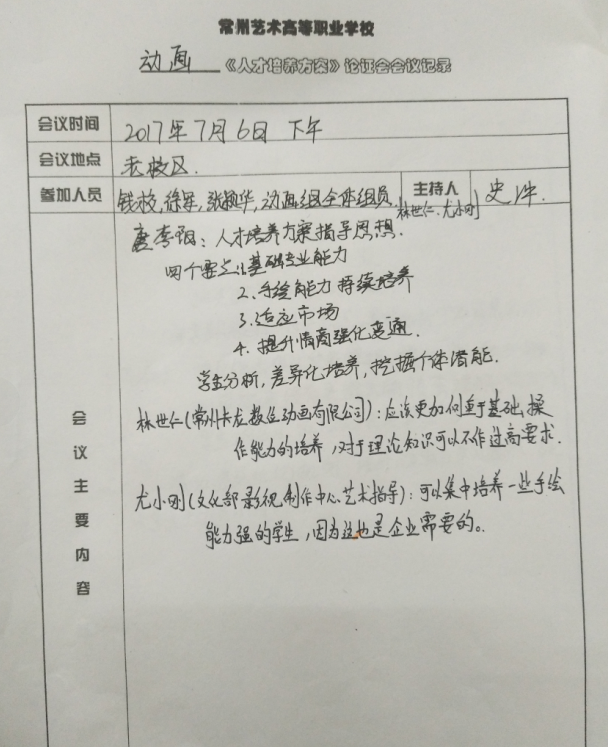 常州艺术高等职业学校
动画《人才培养方案》论证会会议记录
会议时间 2017年7月6日 下午
会议地点 老校区.
参加人员 钱校,徐军,张颖华,动画组全体组员. 林世仁、尤小刚 主持人 史 .
会议主要内容
唐李阳:人才培养方案指导思想.
四个要点:1.基础专业能力
2.手绘能力 持续培养
3.适应市场
4.提升情商强化变通.
学生分析,差异化培养,挖掘个体潜能.
林世仁(常州卡龙数位动画有限公司):应该更加侧重于基础,操
作能力的培养,对于理论知识可以不作过高要求.
尤小刚(文化部影视制作中心艺术指导):可以集中培养一些手绘
能力强的学生,因为这也是企业需要的。